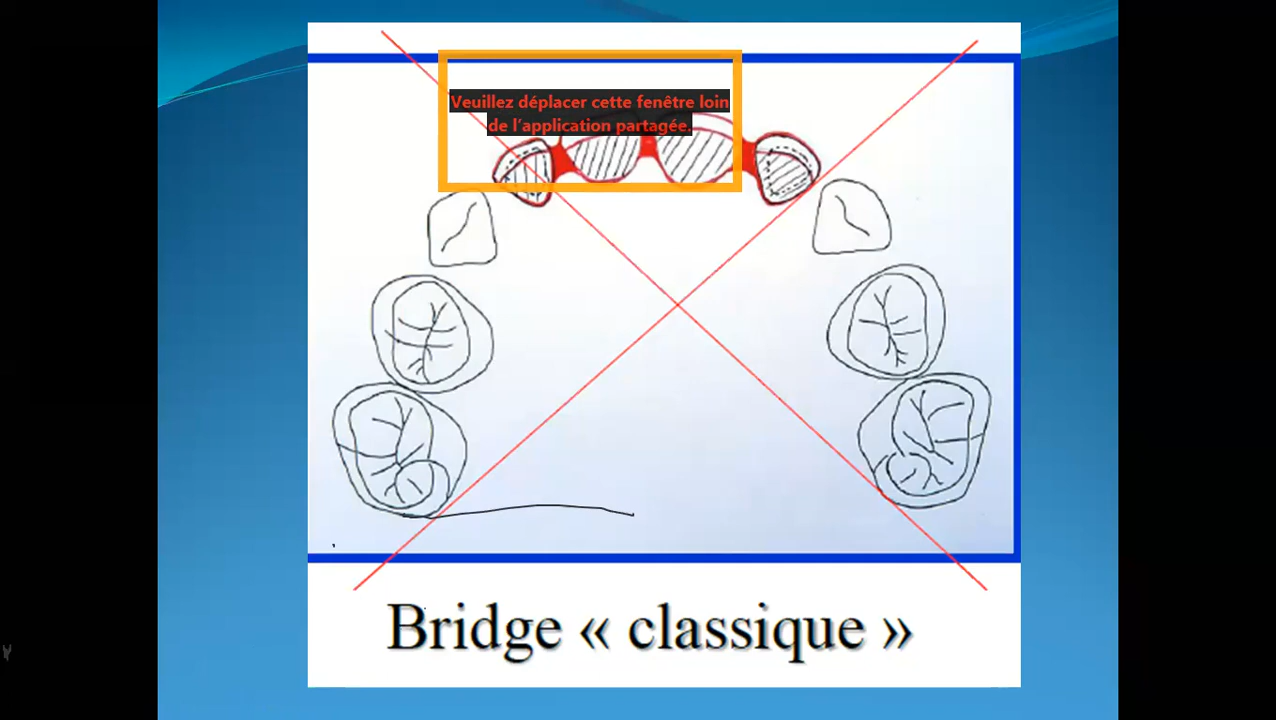 Veuillez déplacer cette fenêtre loin
de l’application partagée.
Bridge « classique »